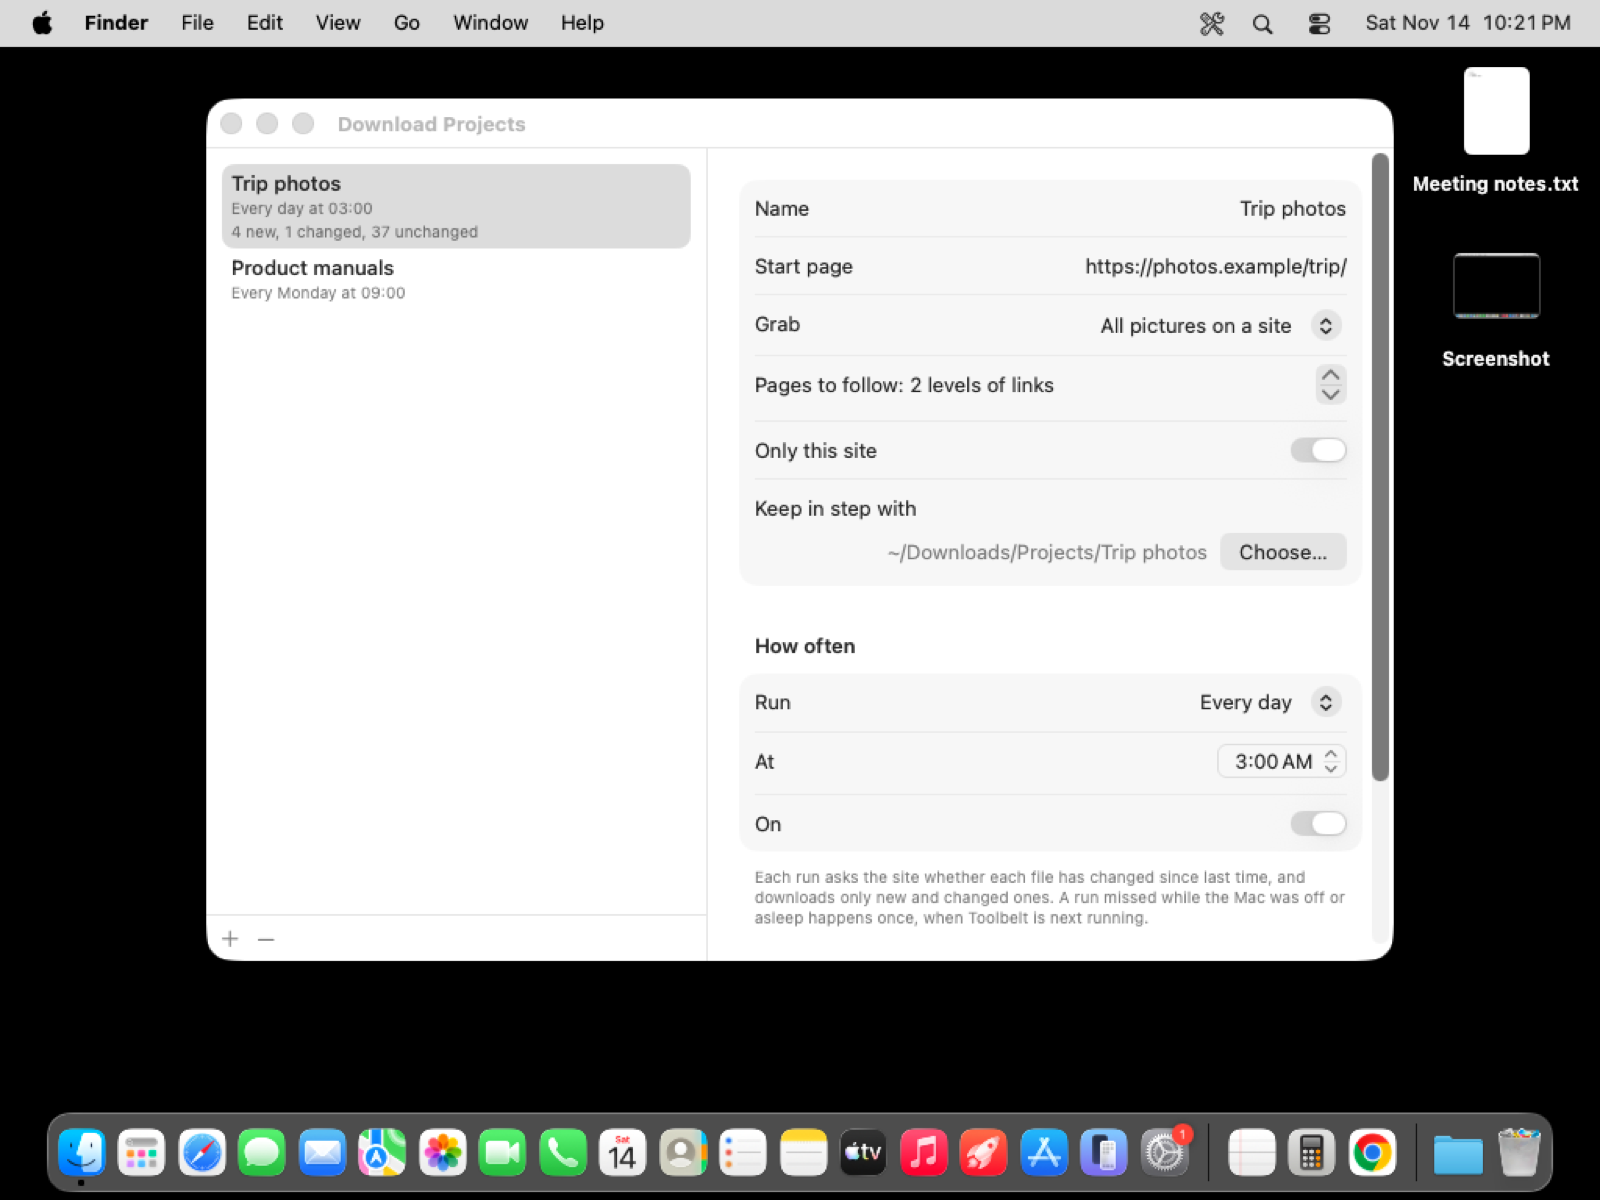 Finder File Edit View Go Window Help Sat Nov 14 10:21 PM
Download Projects
Trip photos
Every day at 03:00
4 new, 1 changed, 37 unchanged
Product manuals
Every Monday at 09:00
Name Trip photos
Start page https://photos.example/trip/
Grab All pictures on a site
Pages to follow: 2 levels of links
Only this site
Keep in step with
~/Downloads/Projects/Trip photos Choose...
How often
Run Every day
At 3:00 AM
On
Each run asks the site whether each file has changed since last time, and
downloads only new and changed ones. A run missed while the Mac was off or
asleep happens once, when Toolbelt is next running.
Meeting notes.txt
Screenshot
Sat
14
tv
1